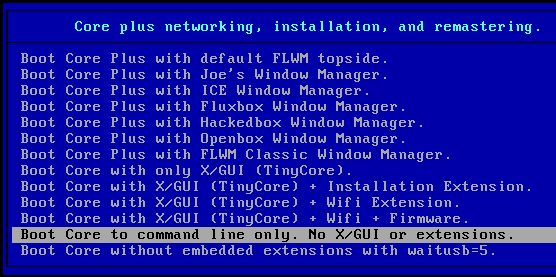 Core plus networking, installation, and remastering.
Boot Core Plus with default FLWM topside.
Boot Core Plus with Joe's Window Manager.
Boot Core Plus with ICE Window Manager.
Boot Core Plus with Fluxbox Window Manager.
Boot Core Plus with Hackedbox Window Manager.
Boot Core Plus with Openbox Window Manager.
Boot Core Plus with FLWM Classic Window Manager.
Boot Core with only X/GUI (TinyCore).
Boot Core with X/GUI (TinyCore) + Installation Extension.
Boot Core with X/GUI (TinyCore) + Wifi Extension.
Boot Core with X/GUI (TinyCore) + Wifi + Firmware.
Boot Core to command line only. No X/GUI or extensions.
Boot Core without embedded extensions with waitusb=5.